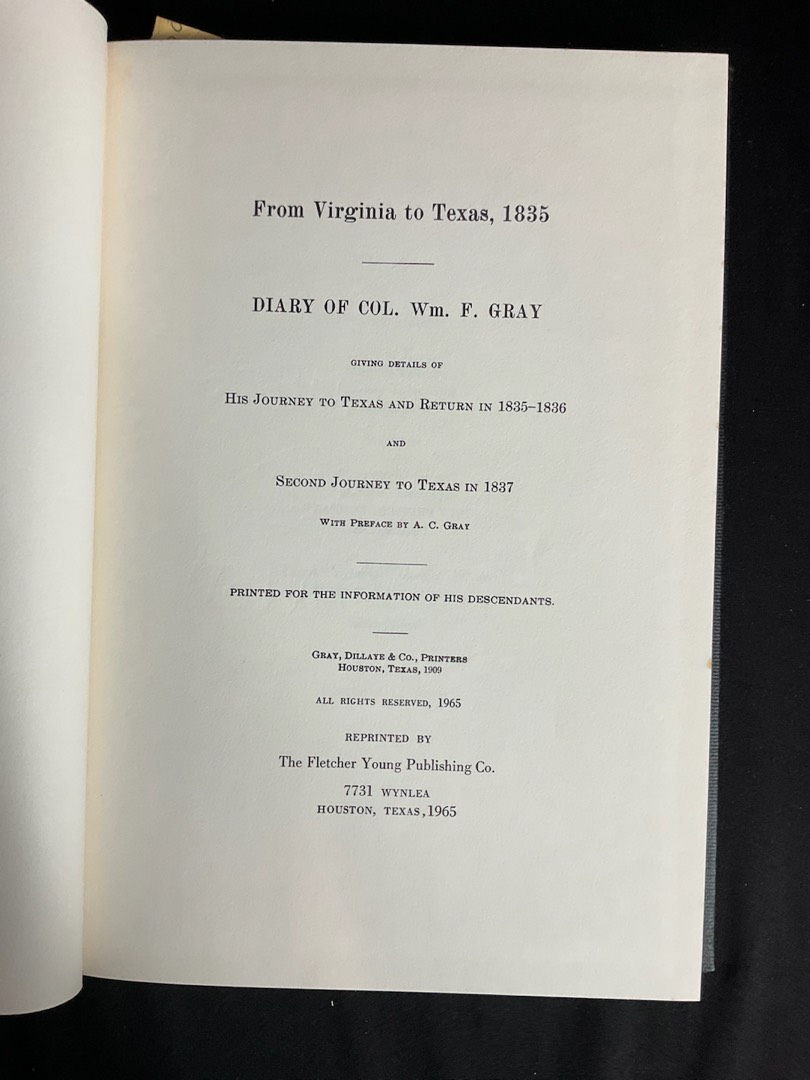 From Virginia to Texas, 1835
DIARY OF COL. Wm. F. GRAY
GIVING DETAILS OF
HIS JOURNEY TO TEXAS AND RETURN IN 1835–1836
AND
SECOND JOURNEY TO TEXAS IN 1837
WITH PREFACE BY A. C. GRAY
PRINTED FOR THE INFORMATION OF HIS DESCENDANTS.
GRAY, DILLAYE & CO., PRINTERS
HOUSTON, TEXAS, 1909
ALL RIGHTS RESERVED, 1965
REPRINTED BY
The Fletcher Young Publishing Co.
7731 WYNLEA
HOUSTON, TEXAS,1965